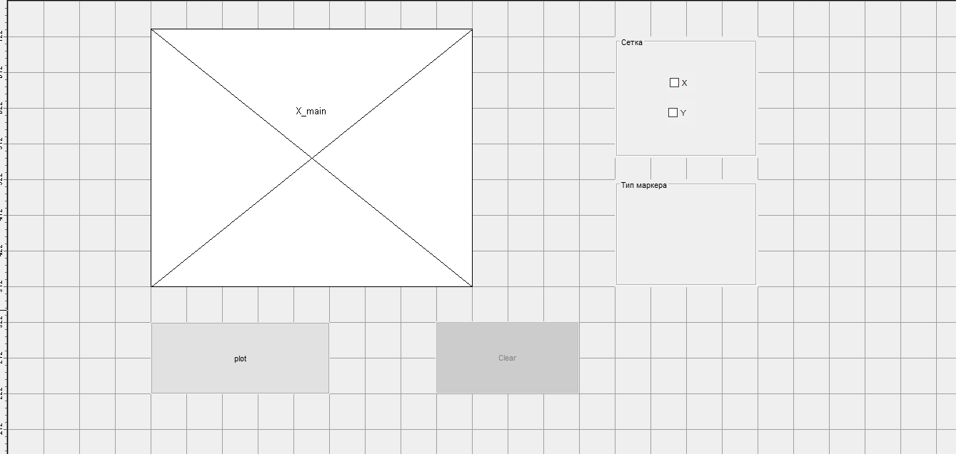 X_main
Сетка
X
Y
Тип маркера
plot
Clear